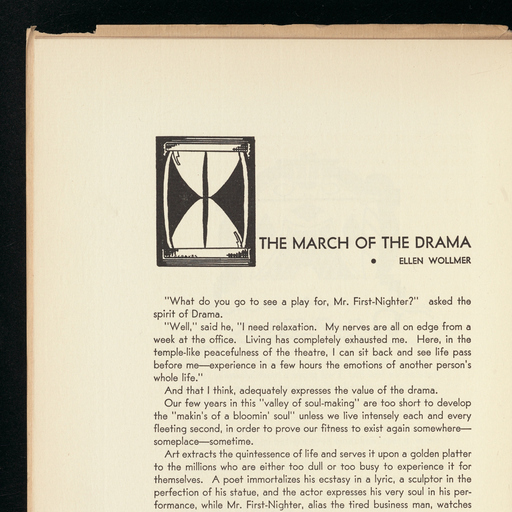 THE MARCH OF THE DRAMA
• ELLEN WOLLMER
"What do you go to see a play for, Mr. First-Nighter?" asked the
spirit of Drama.
"Well," said he, "I need relaxation. My nerves are all on edge from a
week at the office. Living has completely exhausted me. Here, in the
temple-like peacefulness of the theatre, I can sit back and see life pass
before me—experience in a few hours the emotions of another person's
whole life."
And that I think, adequately expresses the value of the drama.
Our few years in this "valley of soul-making" are too short to develop
the "makin's of a bloomin' soul" unless we live intensely each and every
fleeting second, in order to prove our fitness to exist again somewhere—
someplace—sometime.
Art extracts the quintessence of life and serves it upon a golden platter
to the millions who are either too dull or too busy to experience it for
themselves. A poet immortalizes his ecstasy in a lyric, a sculptor in the
perfection of his statue, and the actor expresses his very soul in his per-
formance, while Mr. First-Nighter, alias the tired business man, watches